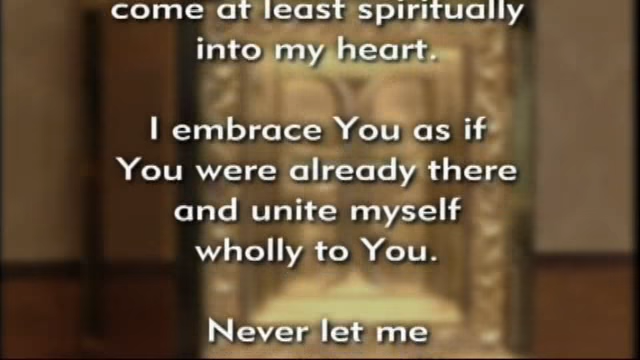 come at least spiritually
into my heart.
I embrace You as if
You were already there
and unite myself
wholly to You.
Never let me